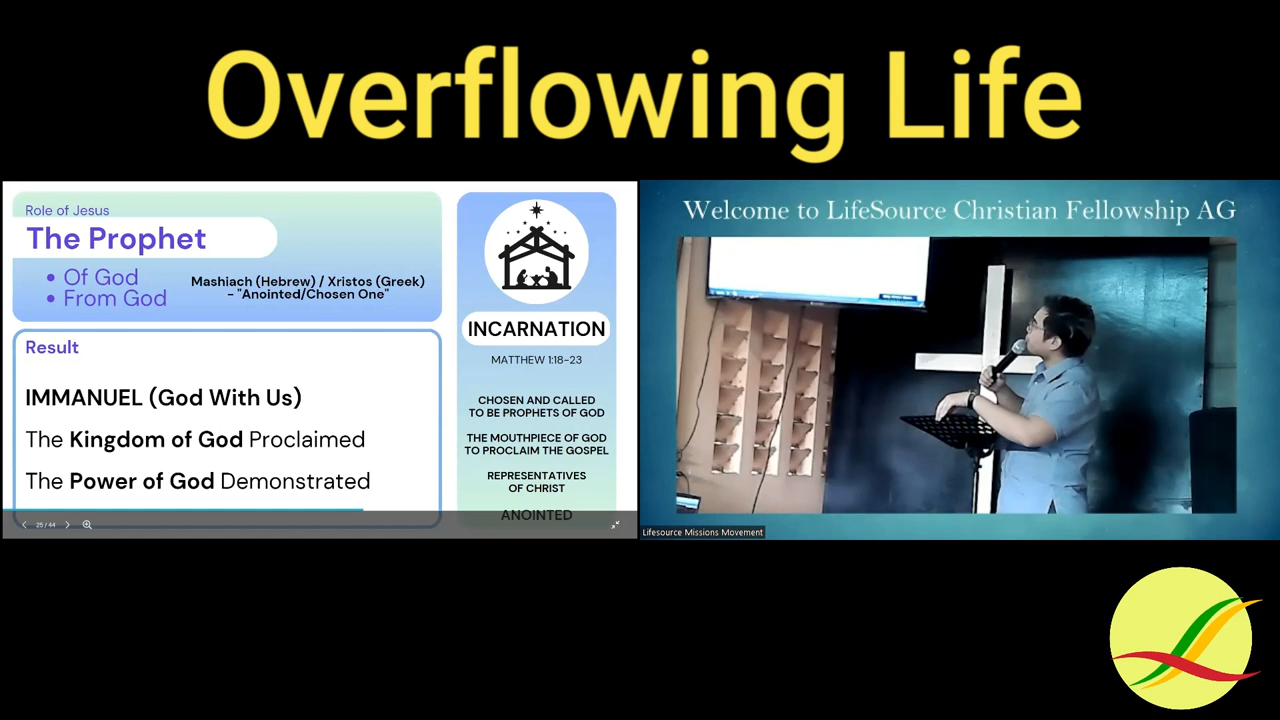 Overflowing Life
Role of Jesus
The Prophet
• Of God
• From God
Mashiach (Hebrew) / Xristos (Greek)
- "Anointed/Chosen One"
Result
IMMANUEL (God With Us)
The Kingdom of God Proclaimed
The Power of God Demonstrated
25 / 44
INCARNATION
MATTHEW 1:18-23
CHOSEN AND CALLED
TO BE PROPHETS OF GOD
THE MOUTHPIECE OF GOD
TO PROCLAIM THE GOSPEL
REPRESENTATIVES
OF CHRIST
ANOINTED
Welcome to LifeSource Christian Fellowship AG
Lifesource Missions Movement